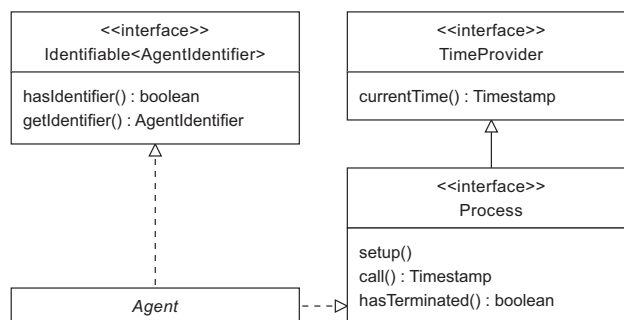 <<interface>>
Identifiable<AgentIdentifier>
hasIdentifier() : boolean
getIdentifier() : AgentIdentifier
<<interface>>
TimeProvider
currentTime() : Timestamp
<<interface>>
Process
setup()
call() : Timestamp
hasTerminated() : boolean
Agent